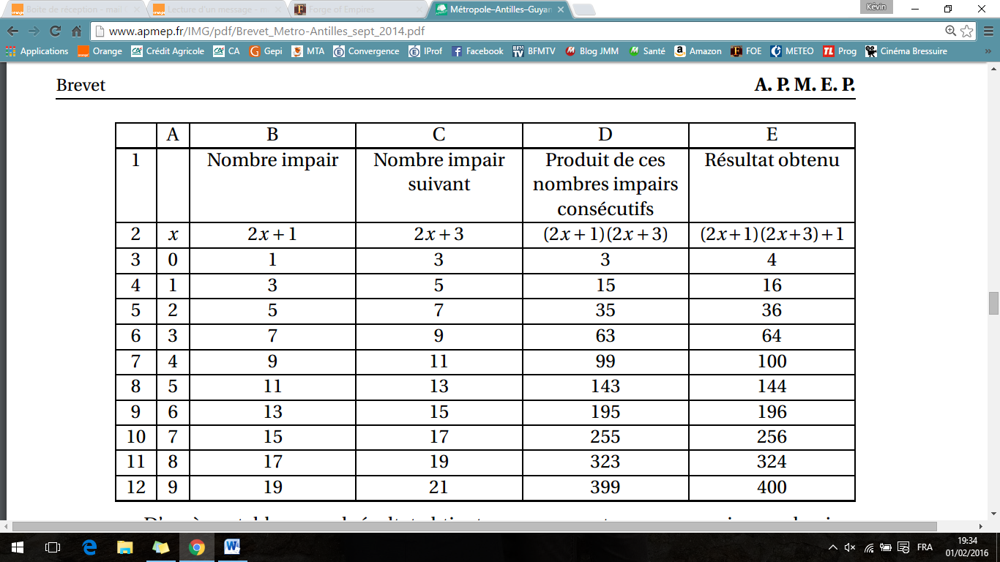 Boite de réception - mail
Lecture d'un message - m
Forge of Empires
Métropole–Antilles–Guyan
Kévin
www.apmep.fr/IMG/pdf/Brevet_Metro-Antilles_sept_2014.pdf
Applications Orange Crédit Agricole CA Gepi MTA Convergence IProf Facebook BFMTV Blog JMM Santé Amazon FOE METEO Prog Cinéma Bressuire »
Brevet A. P. M. E. P.
A B C D E
1 Nombre impair Nombre impair Produit de ces Résultat obtenu
suivant nombres impairs
consécutifs
2 x 2x + 1 2x + 3 (2x + 1)(2x + 3) (2x+1)(2x+3)+1
3 0 1 3 3 4
4 1 3 5 15 16
5 2 5 7 35 36
6 3 7 9 63 64
7 4 9 11 99 100
8 5 11 13 143 144
9 6 13 15 195 196
10 7 15 17 255 256
11 8 17 19 323 324
12 9 19 21 399 400
FRA
19:34
01/02/2016